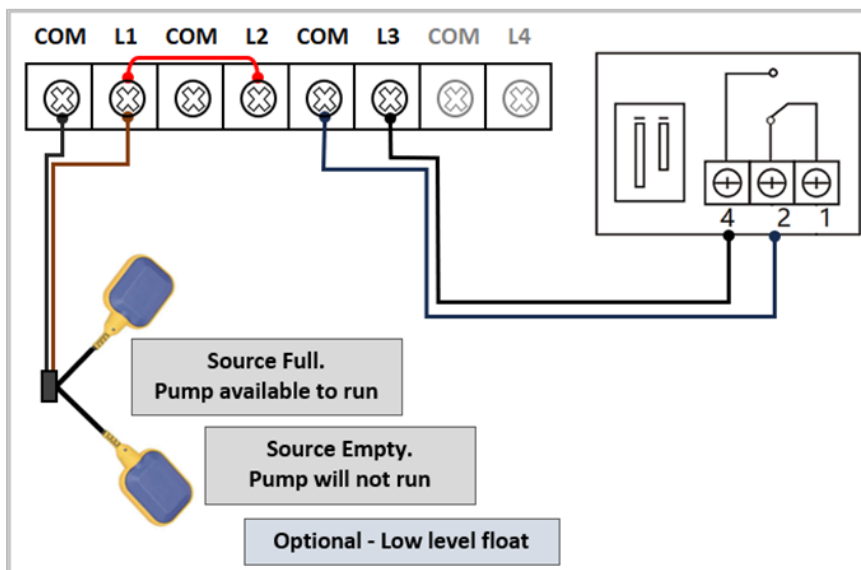 COM L1 COM L2 COM L3 COM L4
4 2 1
Source Full.
Pump available to run
Source Empty.
Pump will not run
Optional - Low level float